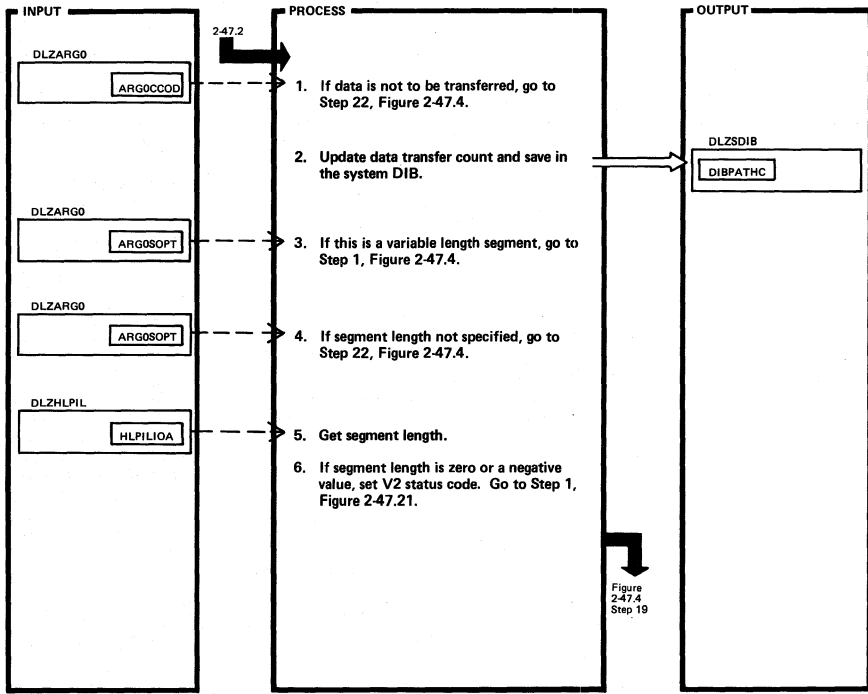 INPUT
PROCESS
OUTPUT
2-47.2
DLZARG0
ARG0CCOD
1. If data is not to be transferred, go to
Step 22, Figure 2-47.4.
2. Update data transfer count and save in
the system DIB.
DLZSDIB
DIBPATHC
DLZARG0
ARG0SOPT
3. If this is a variable length segment, go to
Step 1, Figure 2-47.4.
DLZARG0
ARG0SOPT
4. If segment length not specified, go to
Step 22, Figure 2-47.4.
DLZHLPIL
HLPILIOA
5. Get segment length.
6. If segment length is zero or a negative
value, set V2 status code. Go to Step 1,
Figure 2-47.21.
Figure
2-47.4
Step 19